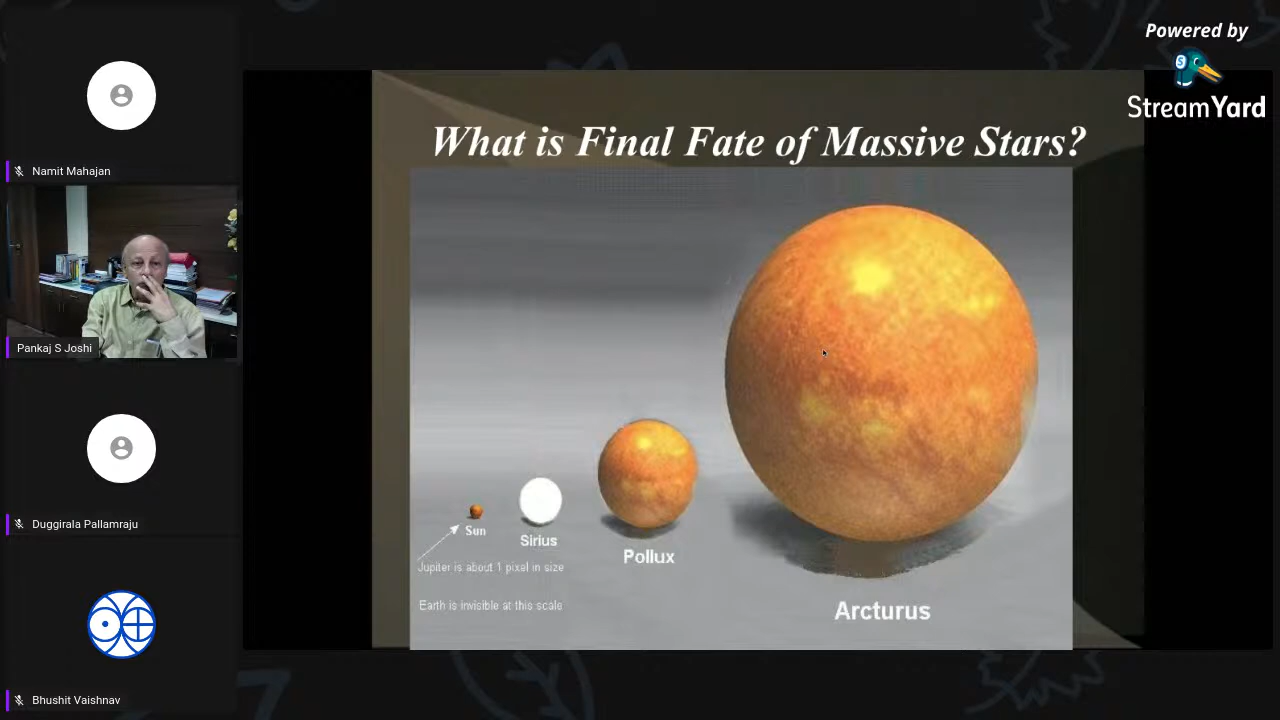 Powered by
StreamYard
Namit Mahajan
Pankaj S Joshi
Duggirala Pallamraju
Bhushit Vaishnav
What is Final Fate of Massive Stars?
Sun
Sirius
Pollux
Arcturus
Jupiter is about 1 pixel in size
Earth is invisible at this scale